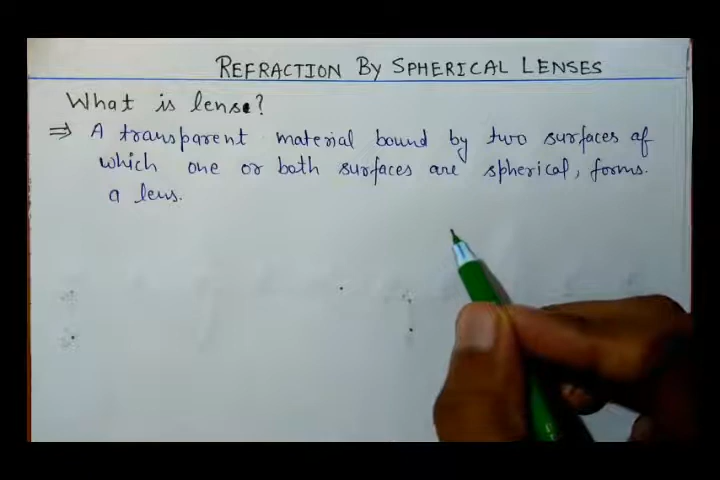 REFRACTION BY SPHERICAL LENSES
What is lense?
⇒ A transparent material bound by two surfaces of
which one or both surfaces are spherical, forms.
a lens.